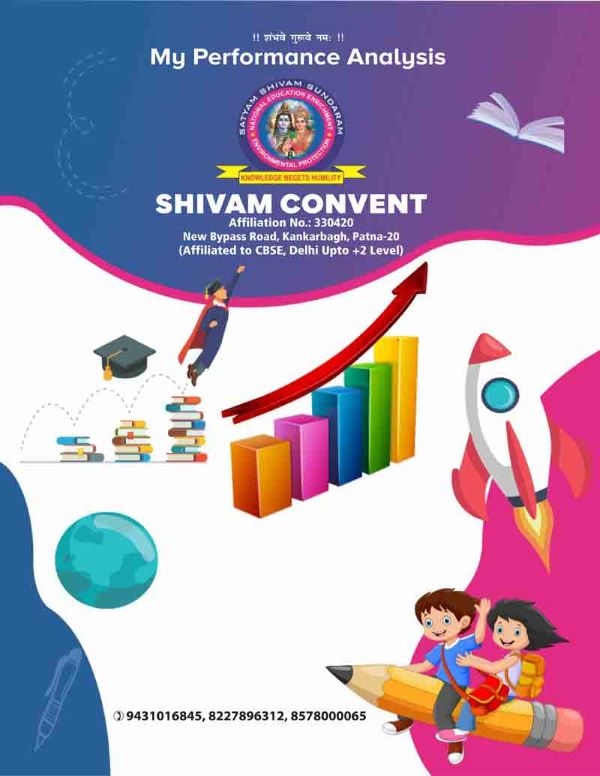 !! शंभवे गुरूवे नमः !!
My Performance Analysis
SATYAM SHIVAM SUNDARAM
NATIONAL EDUCATION ENRICHMENT
ENVIRONMENTAL PROTECTION
KNOWLEDGE BEGETS HUMILITY
SHIVAM CONVENT
Affiliation No.: 330420
New Bypass Road, Kankarbagh, Patna-20
(Affiliated to CBSE, Delhi Upto +2 Level)
9431016845, 8227896312, 8578000065